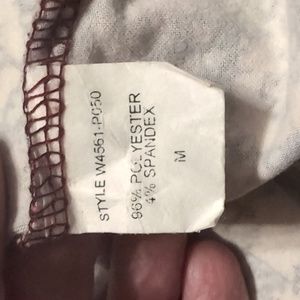 STYLE W4561-P050
96% POLYESTER
4% SPANDEX
M